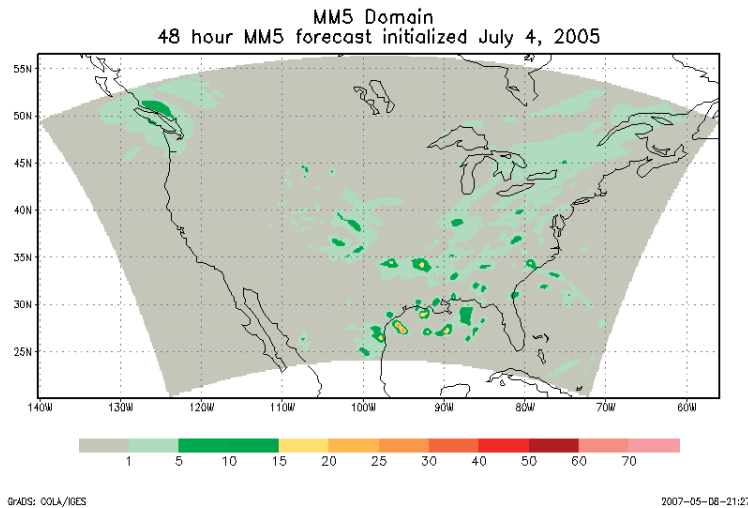 MM5 Domain
48 hour MM5 forecast initialized July 4, 2005
55N
50N
45N
40N
35N
30N
25N
140W 130W 120W 110W 100W 90W 80W 70W 60W
1 5 10 15 20 25 30 40 50 60 70
GrADS: COLA/IGES 2007-05-08-21:27